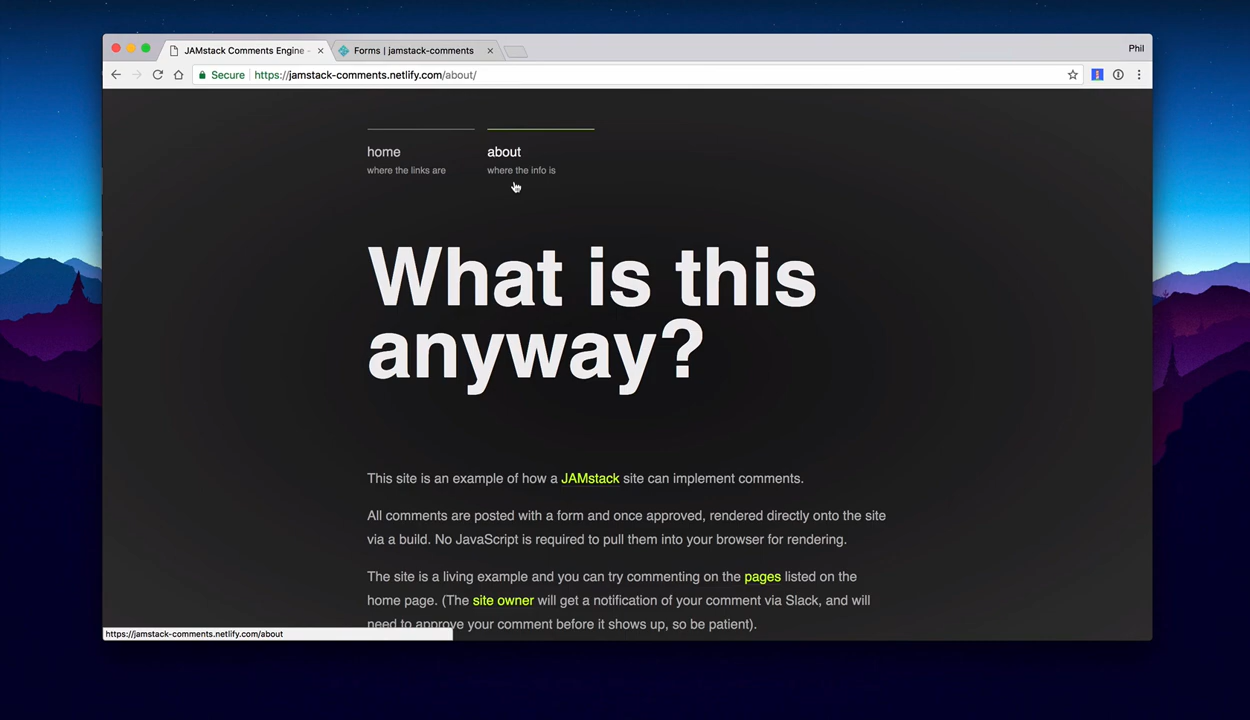 JAMstack Comments Engine -
Forms | jamstack-comments
Phil
Secure
https://jamstack-comments.netlify.com/about/
home
where the links are
about
where the info is
What is this
anyway?
This site is an example of how a JAMstack site can implement comments.
All comments are posted with a form and once approved, rendered directly onto the site
via a build. No JavaScript is required to pull them into your browser for rendering.
The site is a living example and you can try commenting on the pages listed on the
home page. (The site owner will get a notification of your comment via Slack, and will
need to approve your comment before it shows up, so be patient).
https://jamstack-comments.netlify.com/about